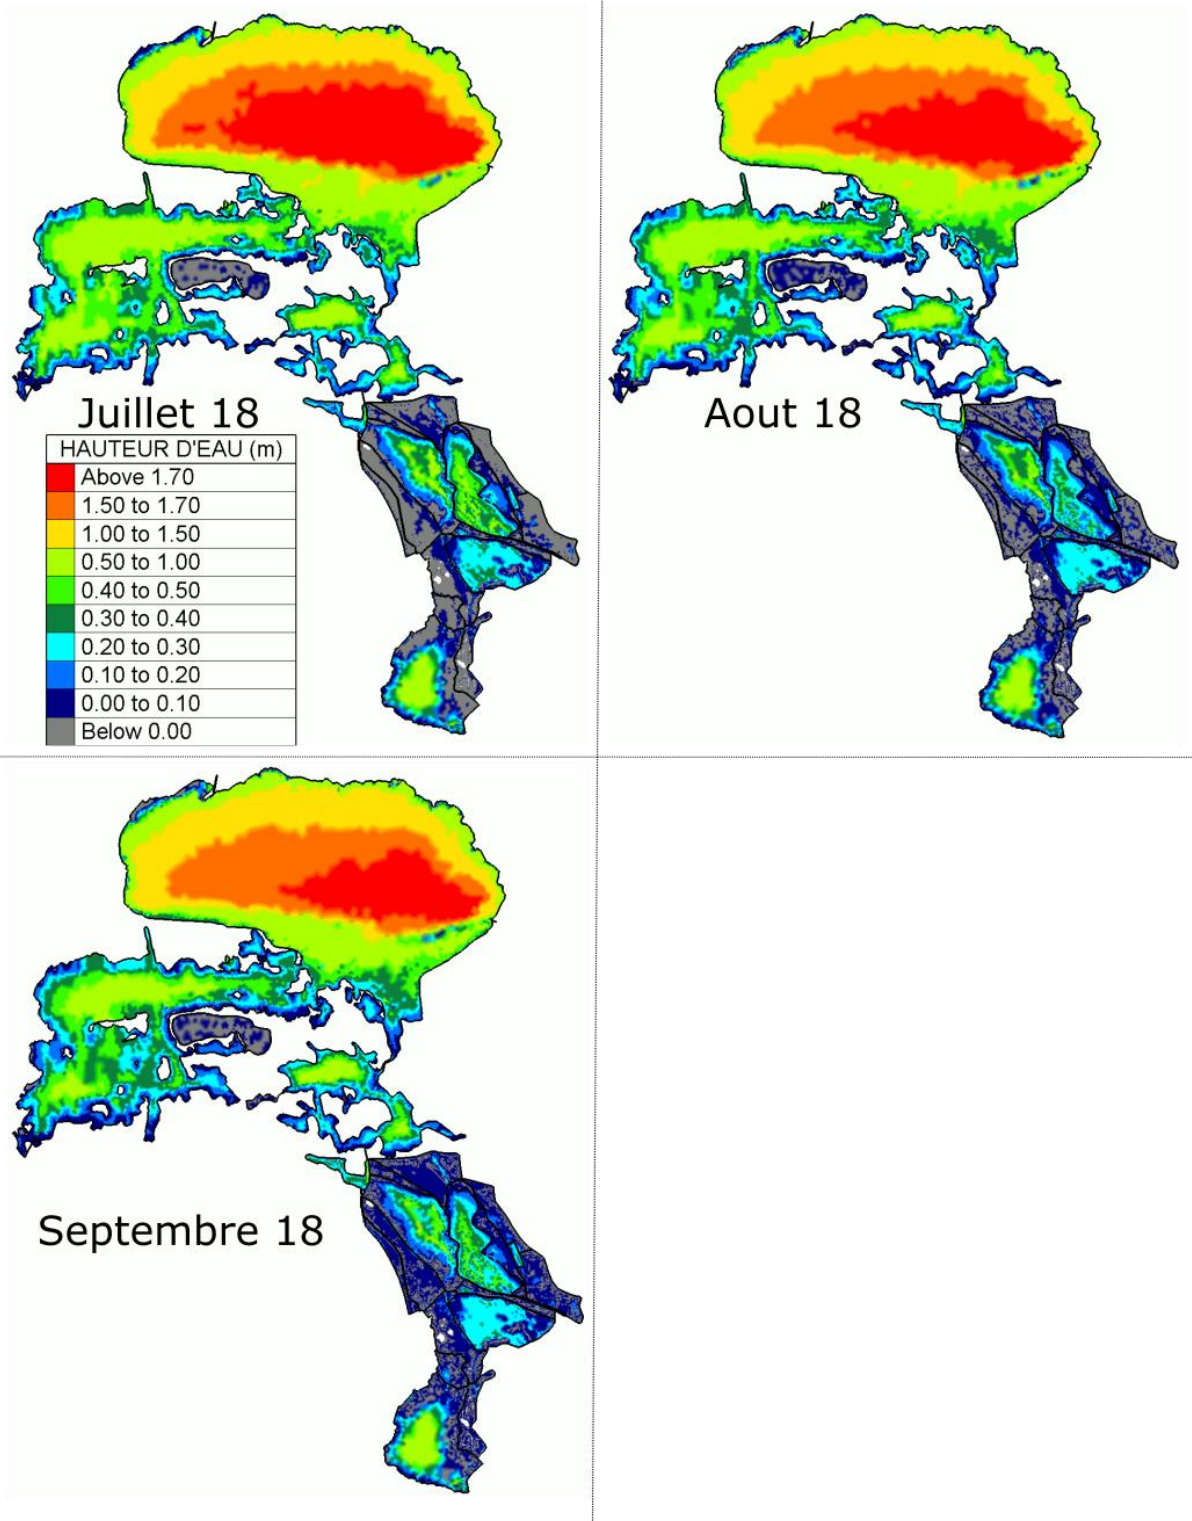 Juillet 18
Aout 18
HAUTEUR D'EAU (m)
Above 1.70
1.50 to 1.70
1.00 to 1.50
0.50 to 1.00
0.40 to 0.50
0.30 to 0.40
0.20 to 0.30
0.10 to 0.20
0.00 to 0.10
Below 0.00
Septembre 18